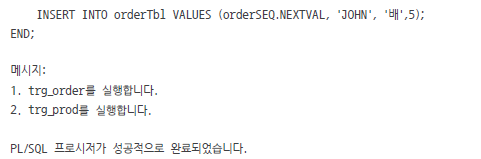 INSERT INTO orderTbl VALUES (orderSEQ.NEXTVAL, 'JOHN', '배',5);
END;
메시지:
1. trg_order를 실행합니다.
2. trg_prod를 실행합니다.
PL/SQL 프로시저가 성공적으로 완료되었습니다.